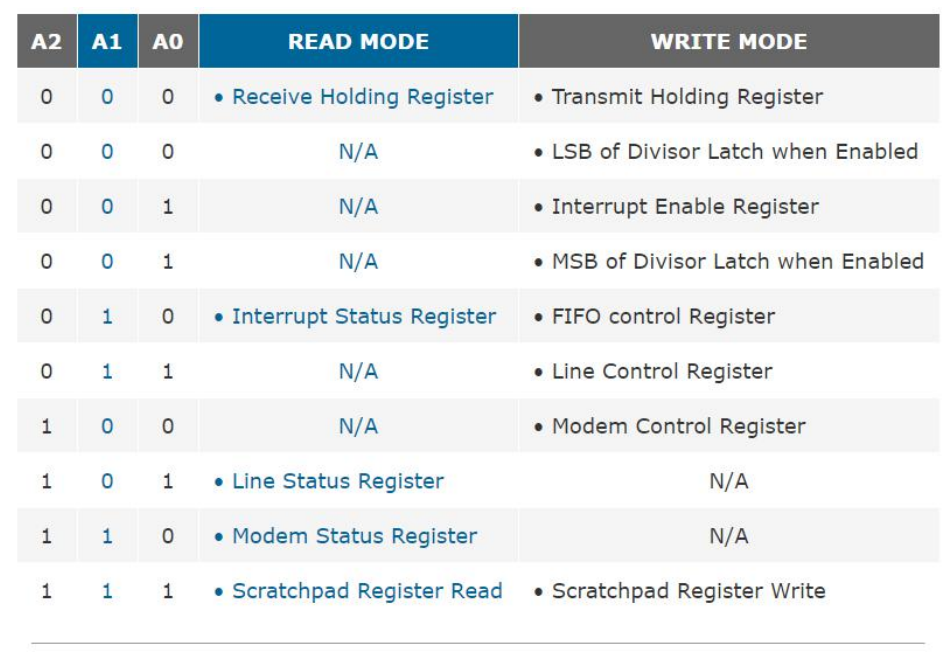 A2 A1 A0 READ MODE WRITE MODE
0 0 0 • Receive Holding Register • Transmit Holding Register
0 0 0 N/A • LSB of Divisor Latch when Enabled
0 0 1 N/A • Interrupt Enable Register
0 0 1 N/A • MSB of Divisor Latch when Enabled
0 1 0 • Interrupt Status Register • FIFO control Register
0 1 1 N/A • Line Control Register
1 0 0 N/A • Modem Control Register
1 0 1 • Line Status Register N/A
1 1 0 • Modem Status Register N/A
1 1 1 • Scratchpad Register Read • Scratchpad Register Write